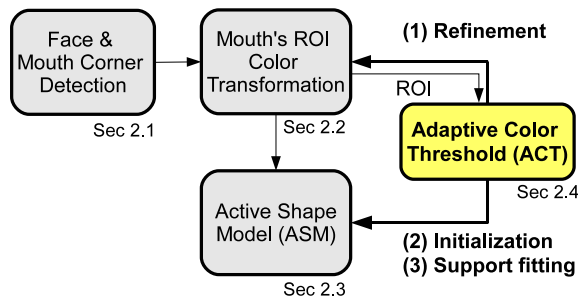 Face &
Mouth Corner
Detection
Sec 2.1
Mouth's ROI
Color
Transformation
Sec 2.2
(1) Refinement
ROI
Adaptive Color
Threshold (ACT)
Sec 2.4
Active Shape
Model (ASM)
Sec 2.3
(2) Initialization
(3) Support fitting